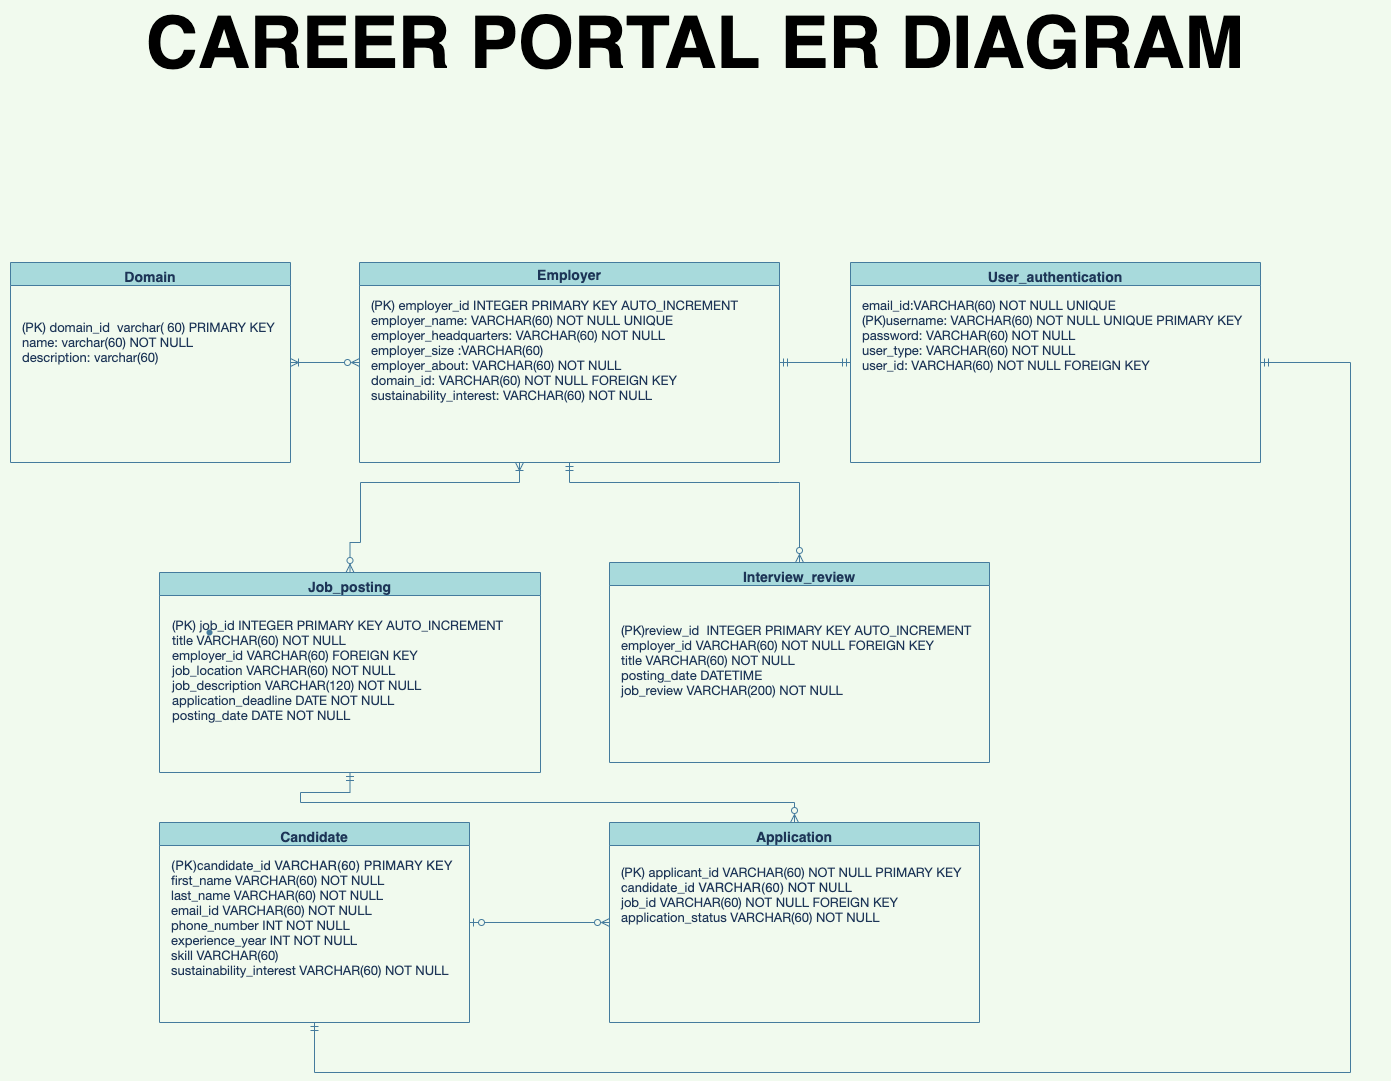 CAREER PORTAL ER DIAGRAM
Domain
(PK) domain_id  varchar( 60) PRIMARY KEY
name: varchar(60) NOT NULL
description: varchar(60)
Employer
(PK) employer_id INTEGER PRIMARY KEY AUTO_INCREMENT
employer_name: VARCHAR(60) NOT NULL UNIQUE
employer_headquarters: VARCHAR(60) NOT NULL
employer_size :VARCHAR(60)
employer_about: VARCHAR(60) NOT NULL
domain_id: VARCHAR(60) NOT NULL FOREIGN KEY
sustainability_interest: VARCHAR(60) NOT NULL
User_authentication
email_id:VARCHAR(60) NOT NULL UNIQUE
(PK)username: VARCHAR(60) NOT NULL UNIQUE PRIMARY KEY
password: VARCHAR(60) NOT NULL
user_type: VARCHAR(60) NOT NULL
user_id: VARCHAR(60) NOT NULL FOREIGN KEY
Job_posting
(PK) job_id INTEGER PRIMARY KEY AUTO_INCREMENT
title VARCHAR(60) NOT NULL
employer_id VARCHAR(60) FOREIGN KEY
job_location VARCHAR(60) NOT NULL
job_description VARCHAR(120) NOT NULL
application_deadline DATE NOT NULL
posting_date DATE NOT NULL
Interview_review
(PK)review_id  INTEGER PRIMARY KEY AUTO_INCREMENT
employer_id VARCHAR(60) NOT NULL FOREIGN KEY
title VARCHAR(60) NOT NULL
posting_date DATETIME
job_review VARCHAR(200) NOT NULL
Candidate
(PK)candidate_id VARCHAR(60) PRIMARY KEY
first_name VARCHAR(60) NOT NULL
last_name VARCHAR(60) NOT NULL
email_id VARCHAR(60) NOT NULL
phone_number INT NOT NULL
experience_year INT NOT NULL
skill VARCHAR(60)
sustainability_interest VARCHAR(60) NOT NULL
Application
(PK) applicant_id VARCHAR(60) NOT NULL PRIMARY KEY
candidate_id VARCHAR(60) NOT NULL
job_id VARCHAR(60) NOT NULL FOREIGN KEY
application_status VARCHAR(60) NOT NULL